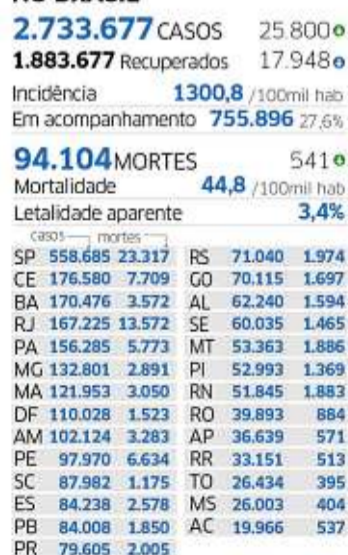 2.733.677 CASOS 25.800
1.883.677 Recuperados 17.948
Incidência 1300,8 /100mil hab
Em acompanhamento 755.896 27,6%
94.104 MORTES 541
Mortalidade 44,8 /100mil hab
Letalidade aparente 3,4%
casos mortes
SP 558.685 23.317 RS 71.040 1.974
CE 176.580 7.709 GO 70.115 1.697
BA 170.476 3.572 AL 62.240 1.594
RJ 167.225 13.572 SE 60.035 1.465
PA 156.285 5.773 MT 53.363 1.886
MG 132.801 2.891 PI 52.993 1.369
MA 121.953 3.050 RN 51.845 1.883
DF 110.028 1.523 RO 39.893 884
AM 102.124 3.283 AP 36.639 571
PE 97.970 6.634 RR 33.151 513
SC 87.982 1.175 TO 26.434 395
ES 84.238 2.578 MS 26.003 404
PB 84.008 1.850 AC 19.966 537
PR 79.605 2.005